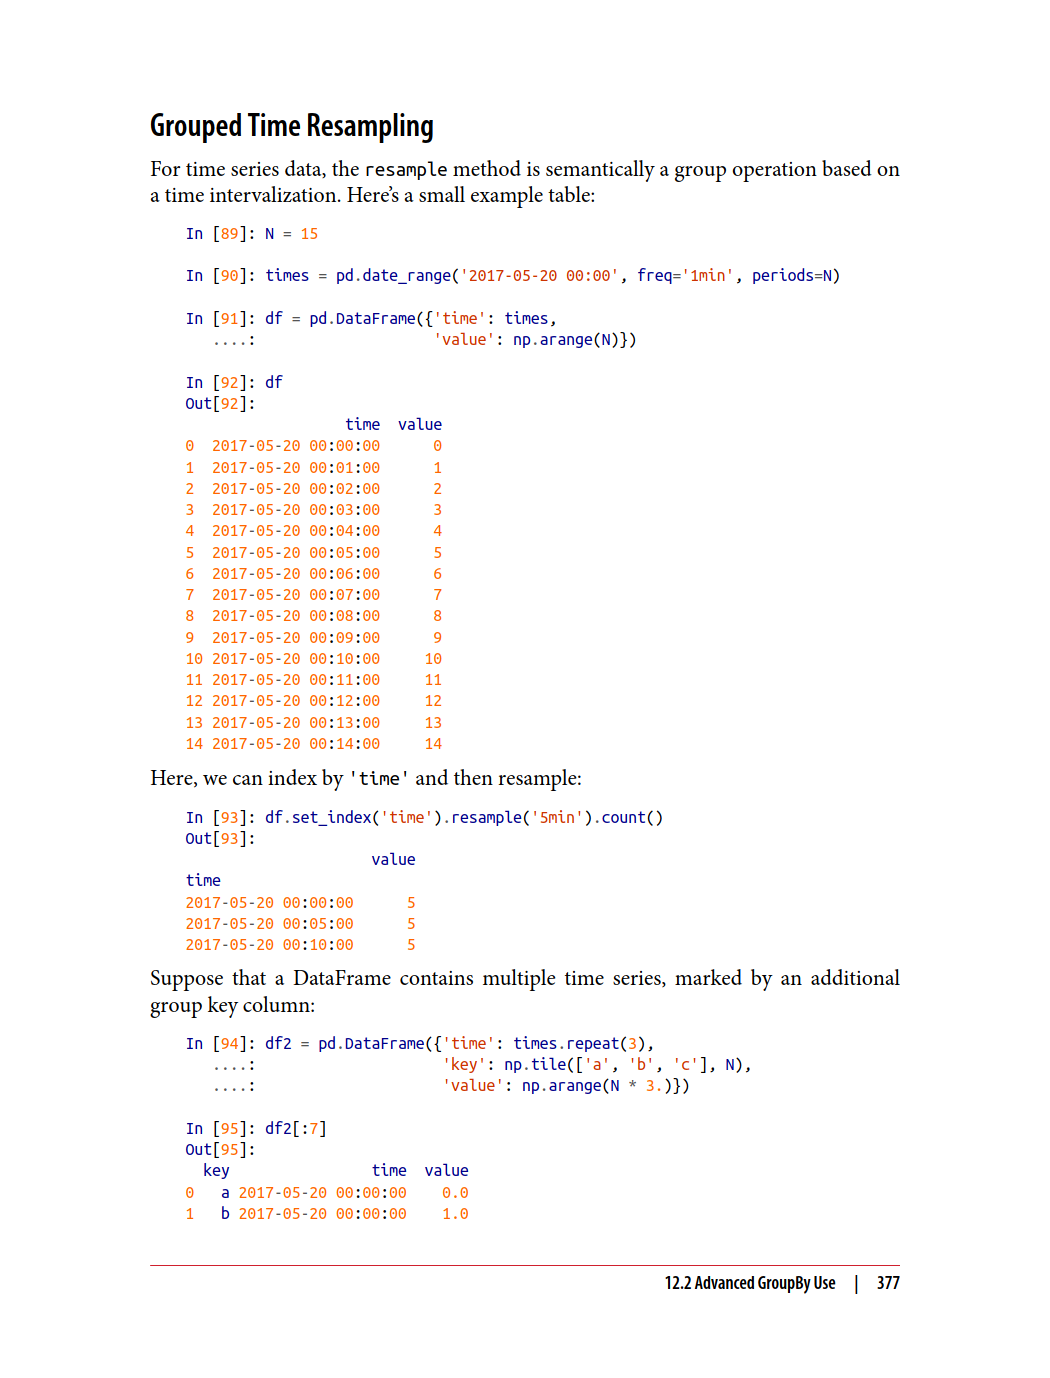 Grouped Time Resampling
For time series data, the resample method is semantically a group operation based on
a time intervalization. Here’s a small example table:
In [89]: N = 15
In [90]: times = pd.date_range('2017-05-20 00:00', freq='1min', periods=N)
In [91]: df = pd.DataFrame({'time': times,
   ....:                    'value': np.arange(N)})
In [92]: df
Out[92]:
                  time  value
0  2017-05-20 00:00:00      0
1  2017-05-20 00:01:00      1
2  2017-05-20 00:02:00      2
3  2017-05-20 00:03:00      3
4  2017-05-20 00:04:00      4
5  2017-05-20 00:05:00      5
6  2017-05-20 00:06:00      6
7  2017-05-20 00:07:00      7
8  2017-05-20 00:08:00      8
9  2017-05-20 00:09:00      9
10 2017-05-20 00:10:00     10
11 2017-05-20 00:11:00     11
12 2017-05-20 00:12:00     12
13 2017-05-20 00:13:00     13
14 2017-05-20 00:14:00     14
Here, we can index by 'time' and then resample:
In [93]: df.set_index('time').resample('5min').count()
Out[93]:
                     value
time
2017-05-20 00:00:00      5
2017-05-20 00:05:00      5
2017-05-20 00:10:00      5
Suppose that a DataFrame contains multiple time series, marked by an additional
group key column:
In [94]: df2 = pd.DataFrame({'time': times.repeat(3),
   ....:                     'key': np.tile(['a', 'b', 'c'], N),
   ....:                     'value': np.arange(N * 3.)})
In [95]: df2[:7]
Out[95]:
  key                time  value
0   a 2017-05-20 00:00:00    0.0
1   b 2017-05-20 00:00:00    1.0
12.2 Advanced GroupBy Use | 377